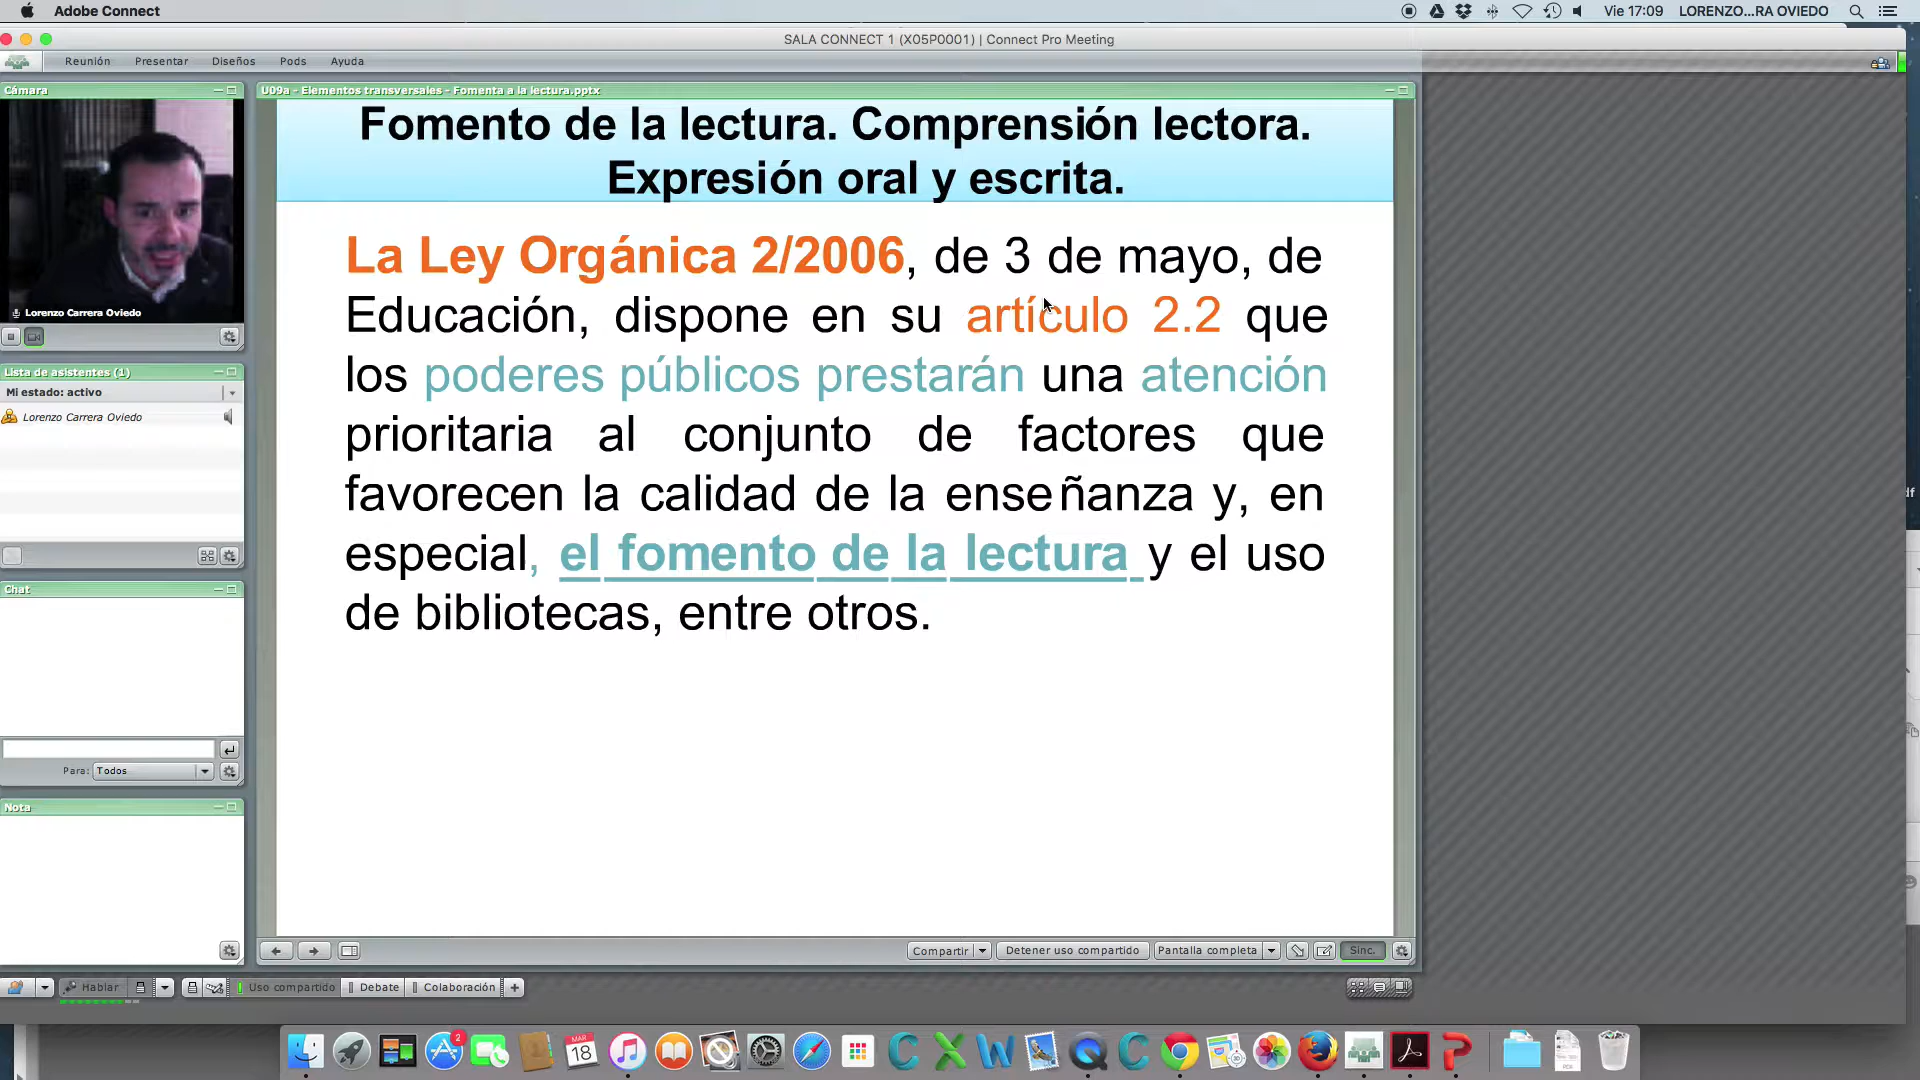 Adobe Connect
Vie 17:09 LORENZO...RA OVIEDO
SALA CONNECT 1 (X05P0001) | Connect Pro Meeting
Reunión Presentar Diseños Pods Ayuda
Cámara
Lorenzo Carrera Oviedo
Lista de asistentes (1)
Mi estado: activo
Lorenzo Carrera Oviedo
Chat
Para: Todos
Nota
U09a - Elementos transversales - Fomenta a la lectura.pptx
Fomento de la lectura. Comprensión lectora.
Expresión oral y escrita.
La Ley Orgánica 2/2006, de 3 de mayo, de
Educación, dispone en su artículo 2.2 que
los poderes públicos prestarán una atención
prioritaria al conjunto de factores que
favorecen la calidad de la enseñanza y, en
especial, el fomento de la lectura y el uso
de bibliotecas, entre otros.
Compartir Detener uso compartido Pantalla completa Sinc.
Hablar Uso compartido Debate Colaboración +
df
2
MAR
18